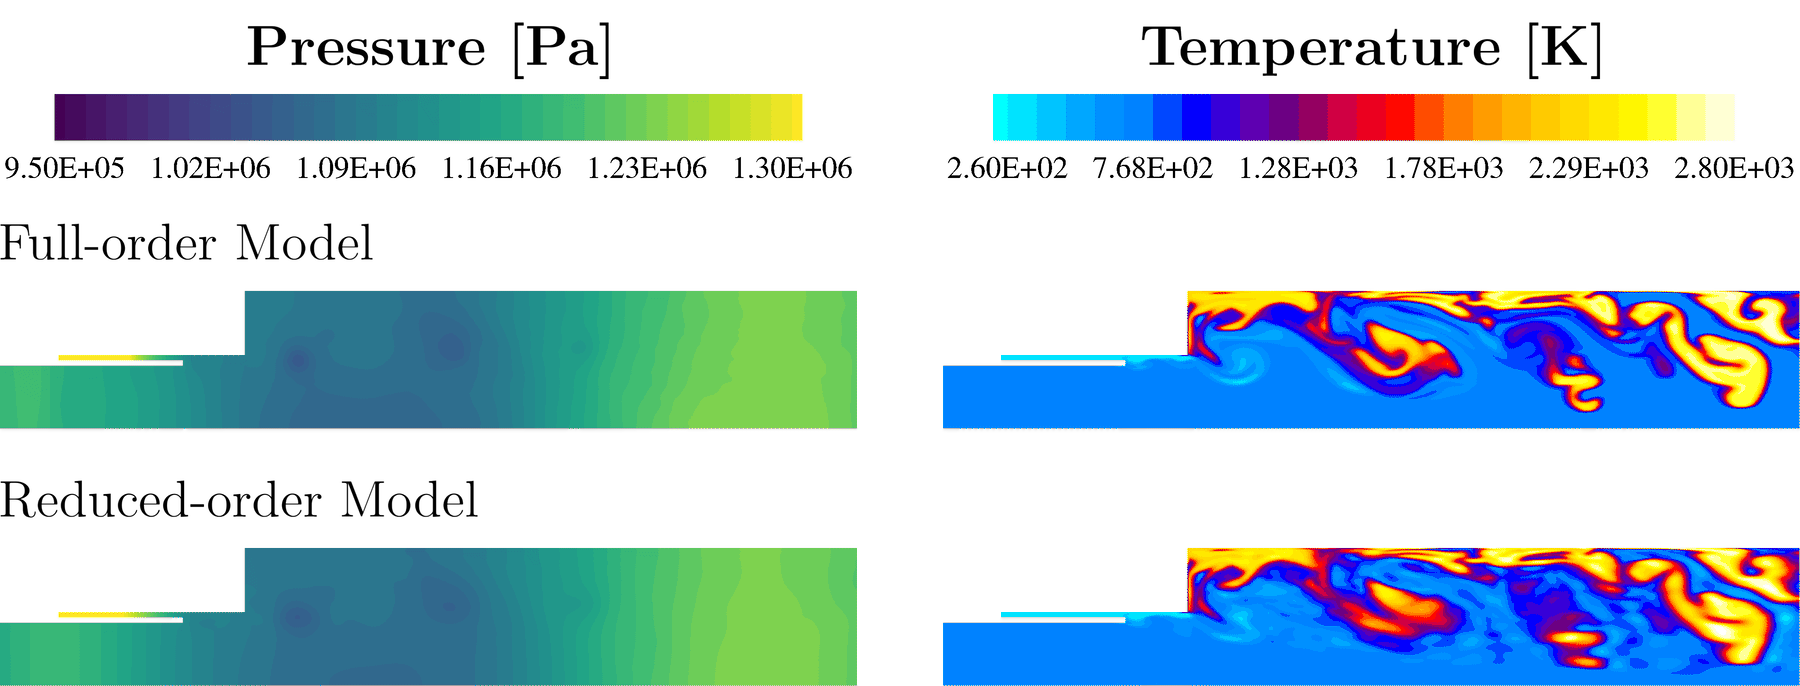 Pressure [Pa]
Temperature [K]
9.50E+05 1.02E+06 1.09E+06 1.16E+06 1.23E+06 1.30E+06
2.60E+02 7.68E+02 1.28E+03 1.78E+03 2.29E+03 2.80E+03
Full-order Model
Reduced-order Model